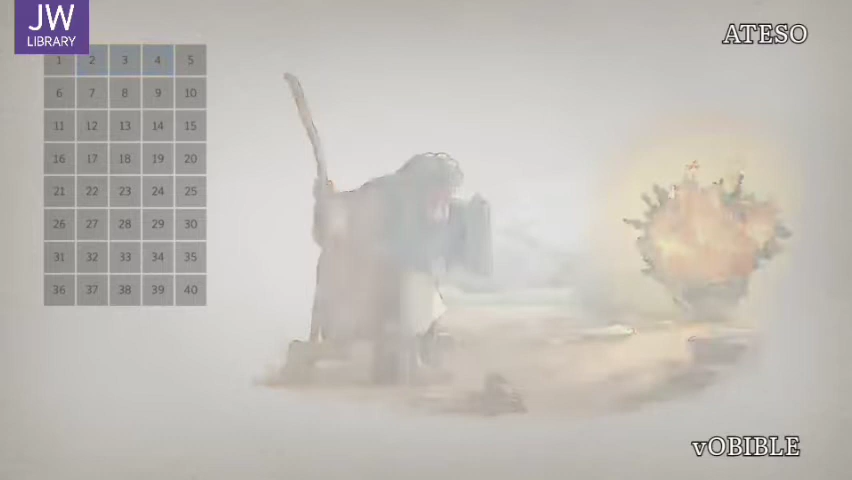 JW
LIBRARY
ATESO
1 2 3 4 5
6 7 8 9 10
11 12 13 14 15
16 17 18 19 20
21 22 23 24 25
26 27 28 29 30
31 32 33 34 35
36 37 38 39 40
vOBIBLE